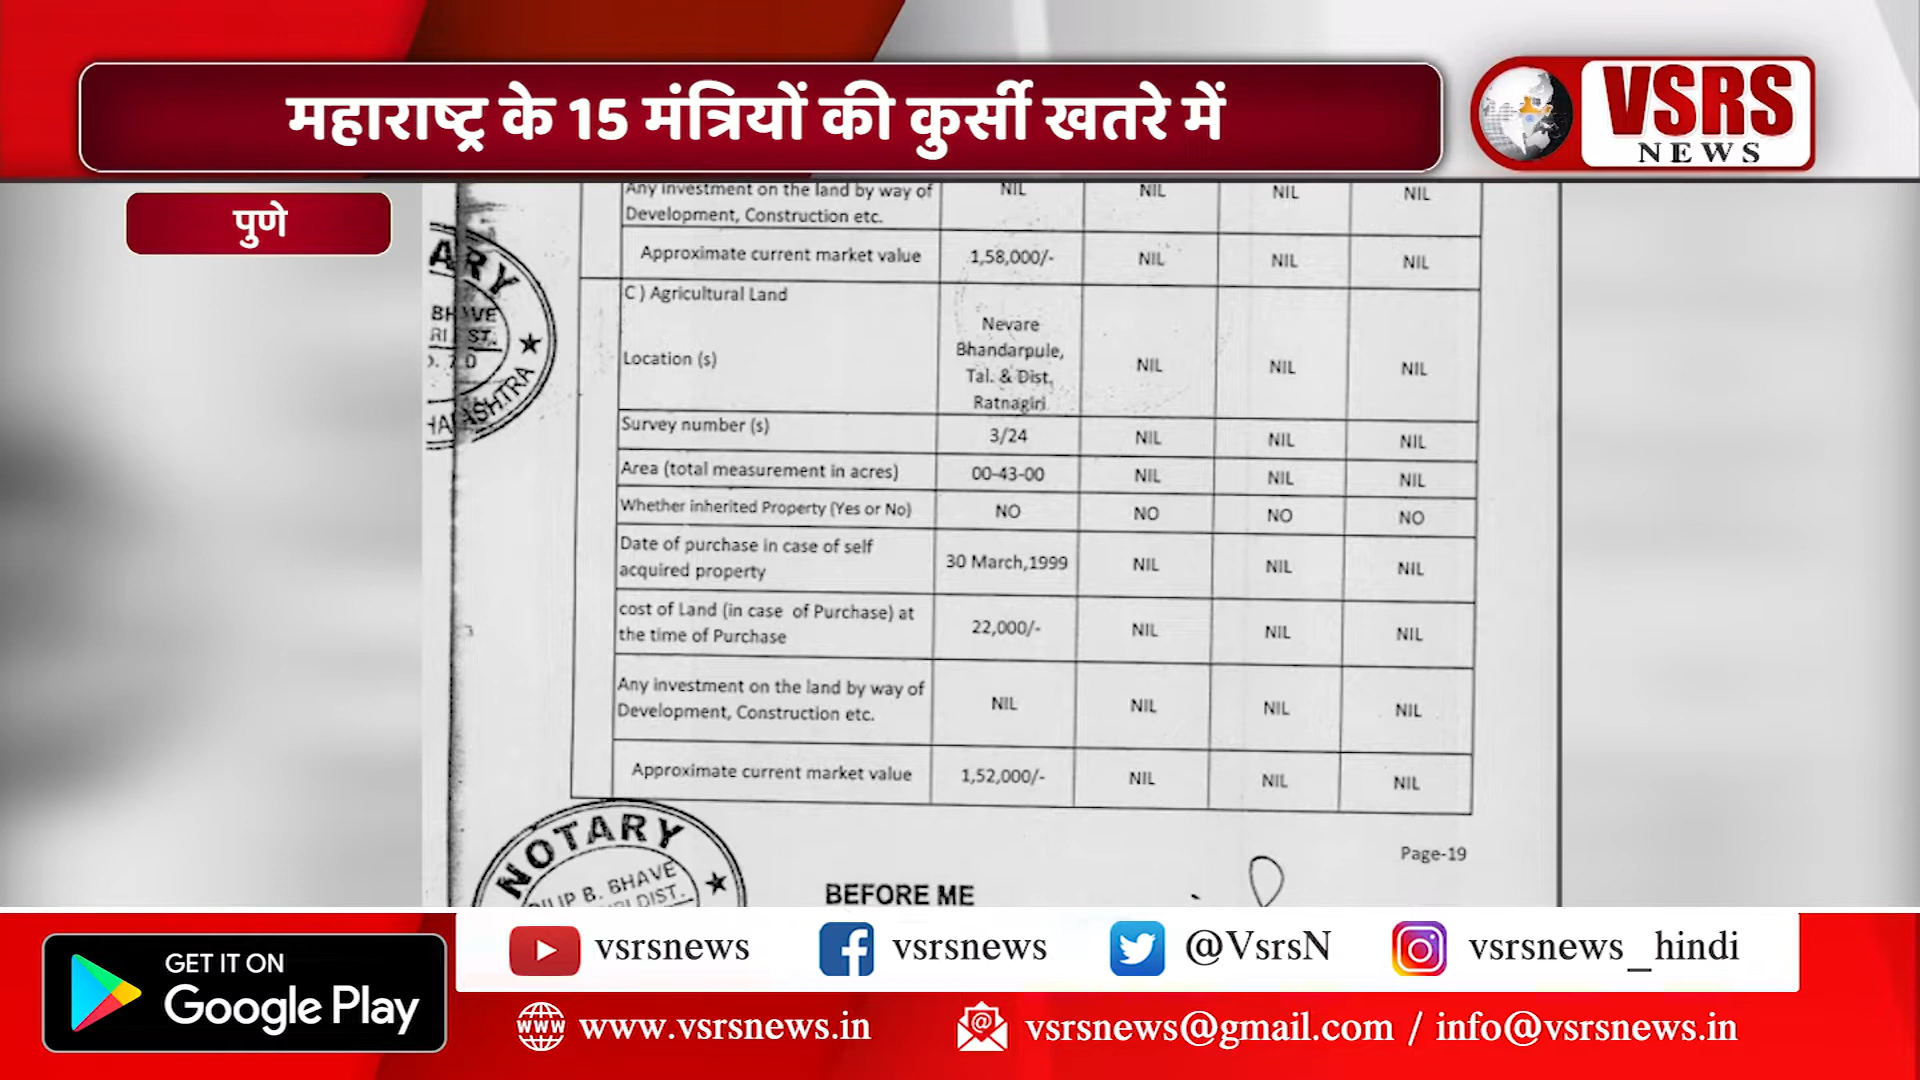 महाराष्ट्र के 15 मंत्रियों की कुर्सी खतरे में
VSRS
NEWS
पुणे
Any investment on the land by way of Development, Construction etc. NIL NIL NIL NIL
Approximate current market value 1,58,000/- NIL NIL NIL
C ) Agricultural Land
Location (s) Nevare Bhandarpule, Tal. & Dist. Ratnagiri NIL NIL NIL
Survey number (s) 3/24 NIL NIL NIL
Area (total measurement in acres) 00-43-00 NIL NIL NIL
Whether inherited Property (Yes or No) NO NO NO NO
Date of purchase in case of self acquired property 30 March,1999 NIL NIL NIL
cost of Land (in case of Purchase) at the time of Purchase 22,000/- NIL NIL NIL
Any investment on the land by way of Development, Construction etc. NIL NIL NIL NIL
Approximate current market value 1,52,000/- NIL NIL NIL
Page-19
NOTARY
B. BHAVE
DIST.
BEFORE ME
GET IT ON
Google Play
vsrsnews
vsrsnews
@VsrsN
vsrsnews_hindi
www.vsrsnews.in
vsrsnews@gmail.com / info@vsrsnews.in